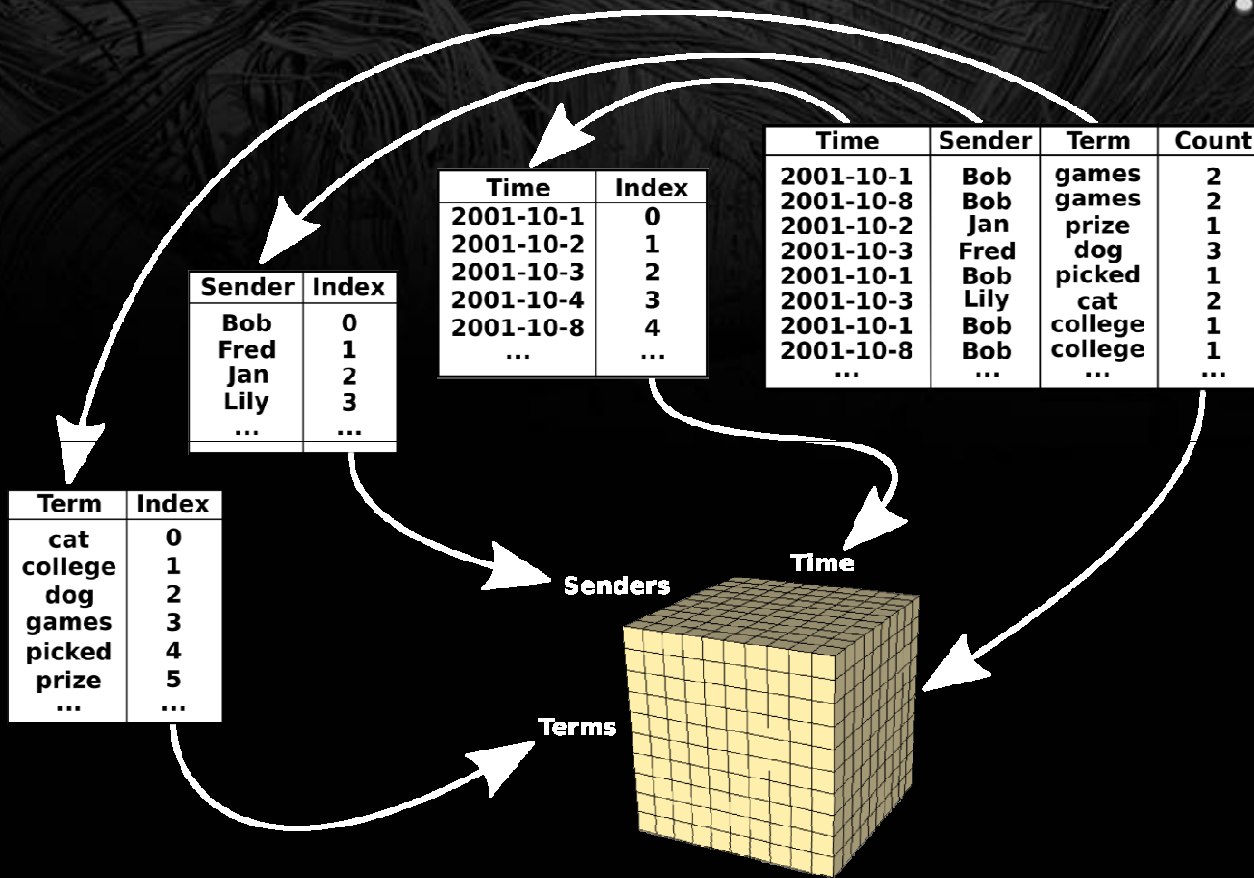 Time Sender Term Count
2001-10-1 Bob games 2
2001-10-8 Bob games 2
2001-10-2 Jan prize 1
2001-10-3 Fred dog 3
2001-10-1 Bob picked 1
2001-10-3 Lily cat 2
2001-10-1 Bob college 1
2001-10-8 Bob college 1
... ... ... ...
Time Index
2001-10-1 0
2001-10-2 1
2001-10-3 2
2001-10-4 3
2001-10-8 4
... ...
Sender Index
Bob 0
Fred 1
Jan 2
Lily 3
... ...
Term Index
cat 0
college 1
dog 2
games 3
picked 4
prize 5
... ...
Time
Senders
Terms